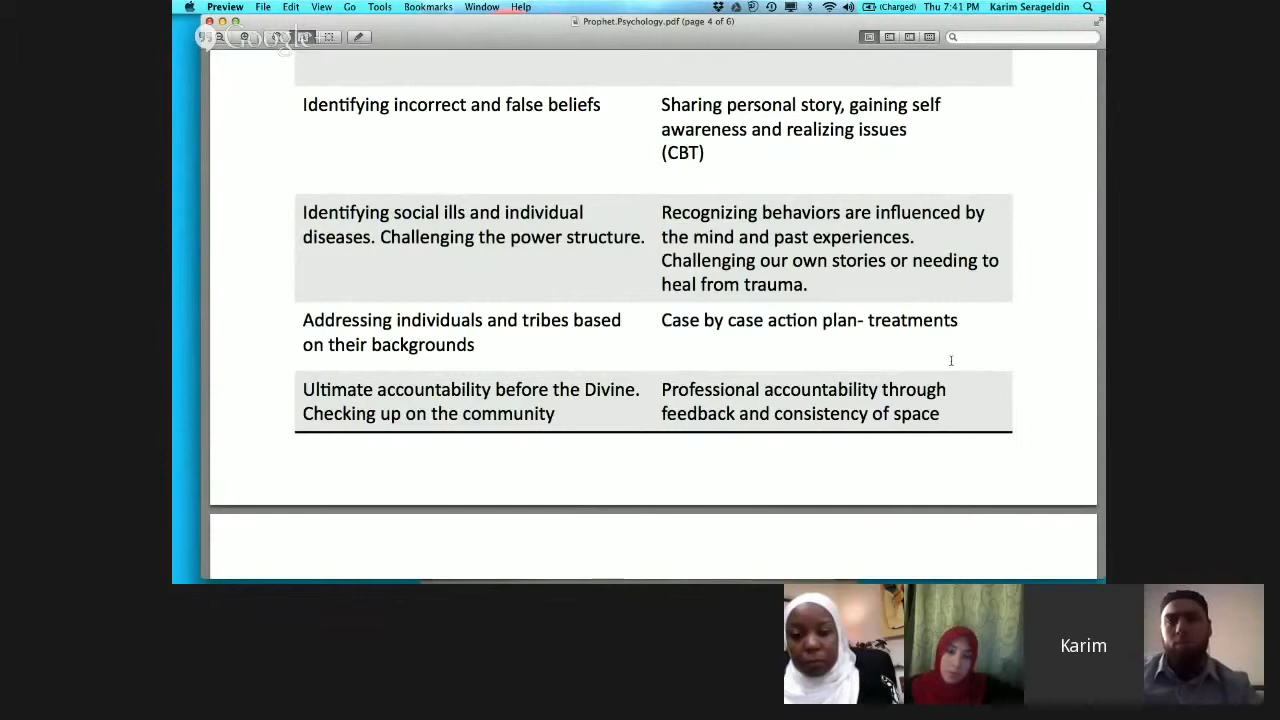 Preview File Edit View Go Tools Bookmarks Window Help (Charged) Thu 7:41 PM Karim Serageldin
Prophet.Psychology.pdf (page 4 of 6)
Google+
Identifying incorrect and false beliefs
Sharing personal story, gaining self
awareness and realizing issues
(CBT)
Identifying social ills and individual
diseases. Challenging the power structure.
Recognizing behaviors are influenced by
the mind and past experiences.
Challenging our own stories or needing to
heal from trauma.
Addressing individuals and tribes based
on their backgrounds
Case by case action plan- treatments
Ultimate accountability before the Divine.
Checking up on the community
Professional accountability through
feedback and consistency of space
Karim